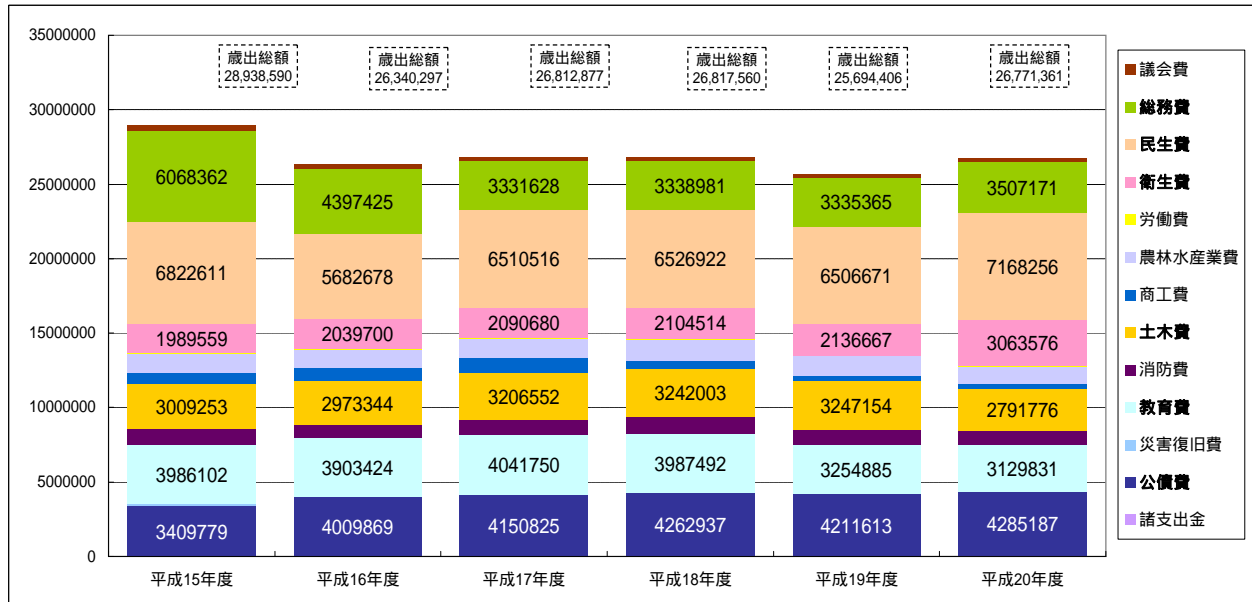 35000000
30000000
25000000
20000000
15000000
10000000
5000000
0
歳出総額
28,938,590
歳出総額
26,340,297
歳出総額
26,812,877
歳出総額
26,817,560
歳出総額
25,694,406
歳出総額
26,771,361
6068362
4397425
3331628
3338981
3335365
3507171
6822611
5682678
6510516
6526922
6506671
7168256
1989559
2039700
2090680
2104514
2136667
3063576
3009253
2973344
3206552
3242003
3247154
2791776
3986102
3903424
4041750
3987492
3254885
3129831
3409779
4009869
4150825
4262937
4211613
4285187
平成15年度
平成16年度
平成17年度
平成18年度
平成19年度
平成20年度
議会費
総務費
民生費
衛生費
労働費
農林水産業費
商工費
土木費
消防費
教育費
災害復旧費
公債費
諸支出金